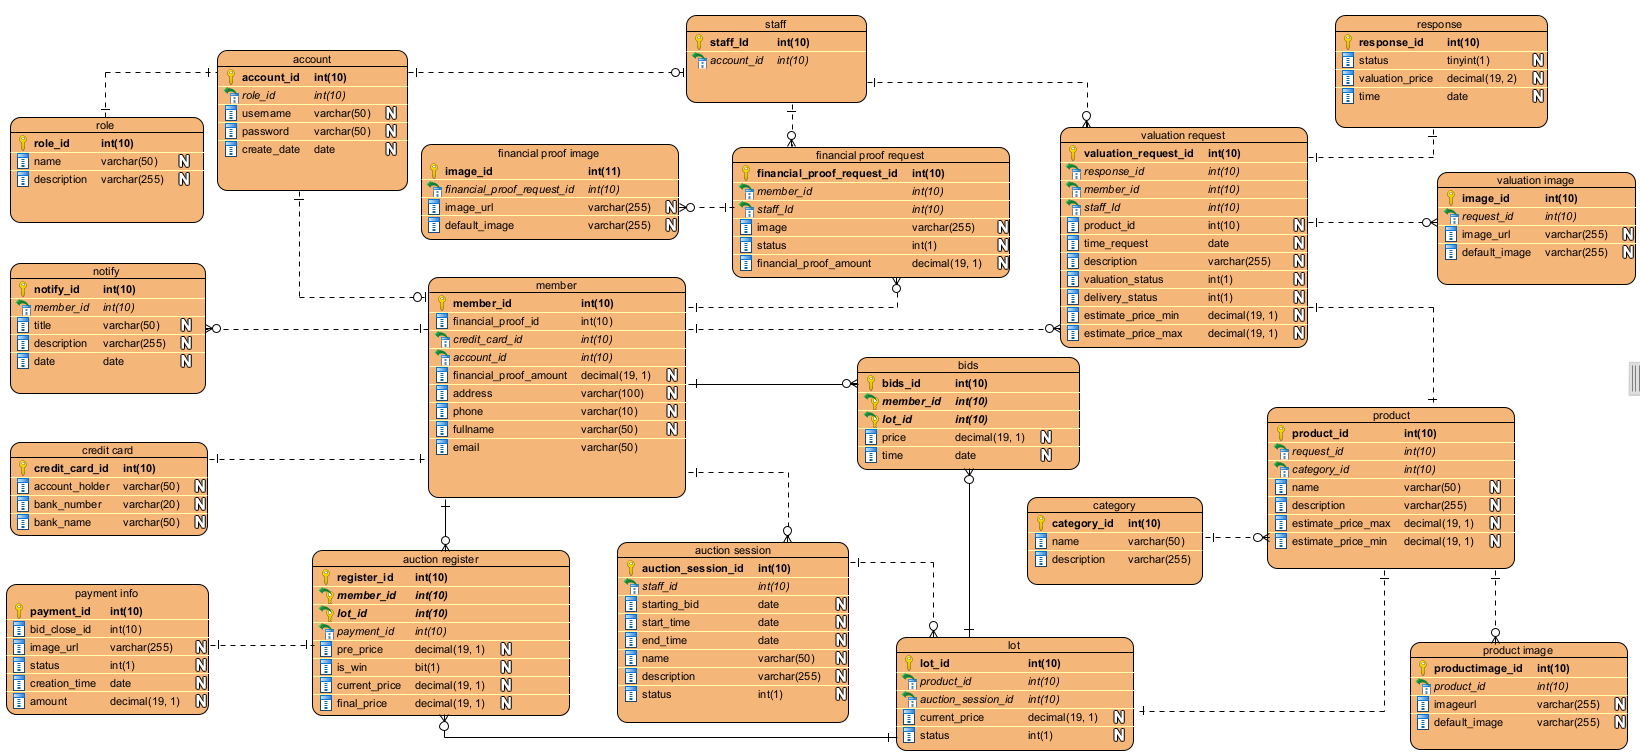 staff
staff_Id int(10)
account_id int(10)
response
response_id int(10)
status tinyint(1) N
valuation_price decimal(19, 2) N
time date N
account
account_id int(10)
role_id int(10)
username varchar(50) N
password varchar(50) N
create_date date N
role
role_id int(10)
name varchar(50) N
description varchar(255) N
financial proof image
image_id int(11)
financial_proof_request_id int(10)
image_url varchar(255) N
default_image varchar(255) N
financial proof request
financial_proof_request_id int(10)
member_id int(10)
staff_Id int(10)
image varchar(255) N
status int(1) N
financial_proof_amount decimal(19, 1) N
valuation request
valuation_request_id int(10)
response_id int(10)
member_id int(10)
staff_Id int(10)
product_id int(10) N
time_request date N
description varchar(255) N
valuation_status int(1) N
delivery_status int(1) N
estimate_price_min decimal(19, 1) N
estimate_price_max decimal(19, 1) N
valuation image
image_id int(10)
request_id int(10)
image_url varchar(255) N
default_image varchar(255) N
notify
notify_id int(10)
member_id int(10)
title varchar(50) N
description varchar(255) N
date date N
member
member_id int(10)
financial_proof_id int(10)
credit_card_id int(10)
account_id int(10)
financial_proof_amount decimal(19, 1) N
address varchar(100) N
phone varchar(10) N
fullname varchar(50) N
email varchar(50)
bids
bids_id int(10)
member_id int(10)
lot_id int(10)
price decimal(19, 1) N
time date N
product
product_id int(10)
request_id int(10)
category_id int(10)
name varchar(50) N
description varchar(255) N
estimate_price_max decimal(19, 1) N
estimate_price_min decimal(19, 1) N
credit card
credit_card_id int(10)
account_holder varchar(50) N
bank_number varchar(20) N
bank_name varchar(50) N
category
category_id int(10)
name varchar(50)
description varchar(255)
auction register
register_id int(10)
member_id int(10)
lot_id int(10)
payment_id int(10)
pre_price decimal(19, 1) N
is_win bit(1) N
current_price decimal(19, 1) N
final_price decimal(19, 1) N
auction session
auction_session_id int(10)
staff_id int(10)
starting_bid date N
start_time date N
end_time date N
name varchar(50) N
description varchar(255) N
status int(1) N
payment info
payment_id int(10)
bid_close_id int(10)
image_url varchar(255) N
status int(1) N
creation_time date N
amount decimal(19, 1) N
lot
lot_id int(10)
product_id int(10)
auction_session_id int(10)
current_price decimal(19, 1) N
status int(1) N
product image
productimage_id int(10)
product_id int(10)
imageurl varchar(255) N
default_image varchar(255) N